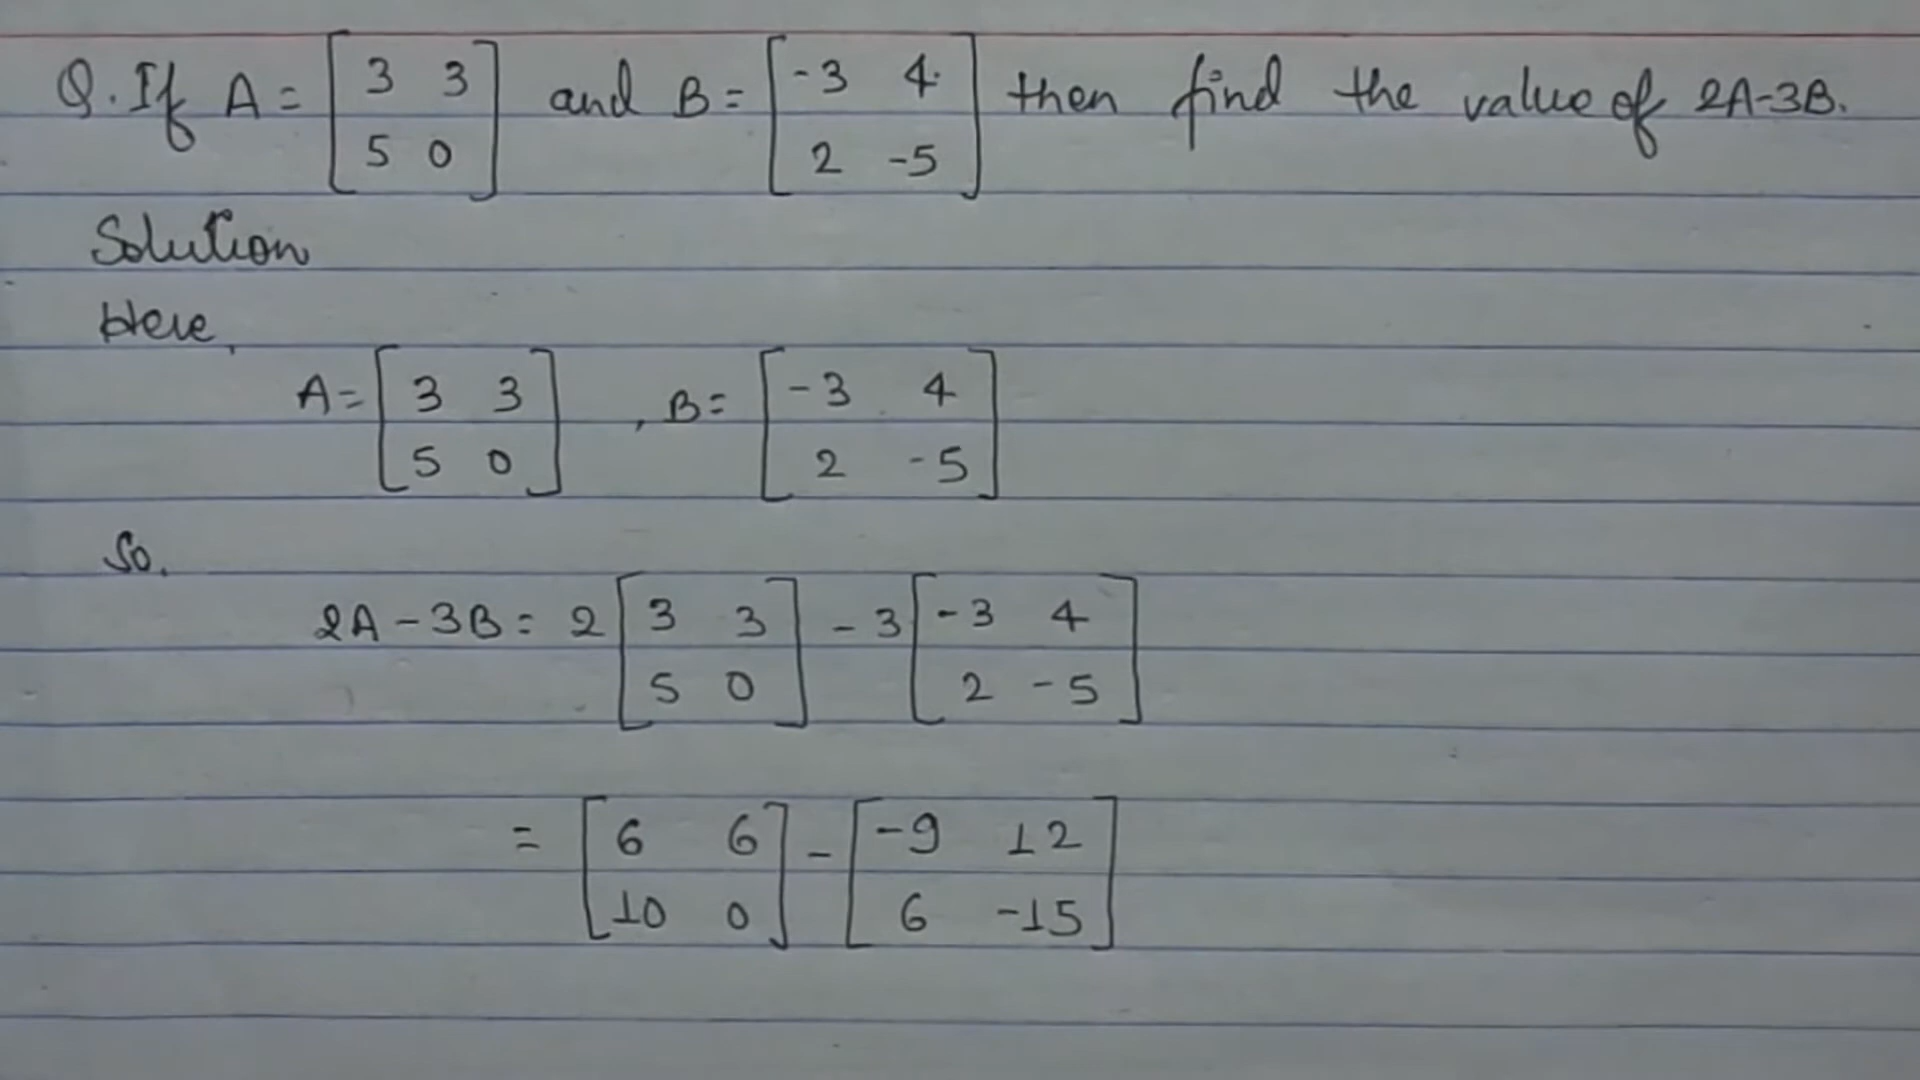 Q. If A = [3 3 and B = [-3 4 then find the value of 2A-3B.
5 0] 2 -5]
Solution
Here,
A = [3 3 , B = [-3 4
5 0] 2 -5]
So,
2A - 3B = 2 [3 3 - 3 [-3 4
5 0] 2 -5]
= [6 6 - [-9 12
10 0] 6 -15]